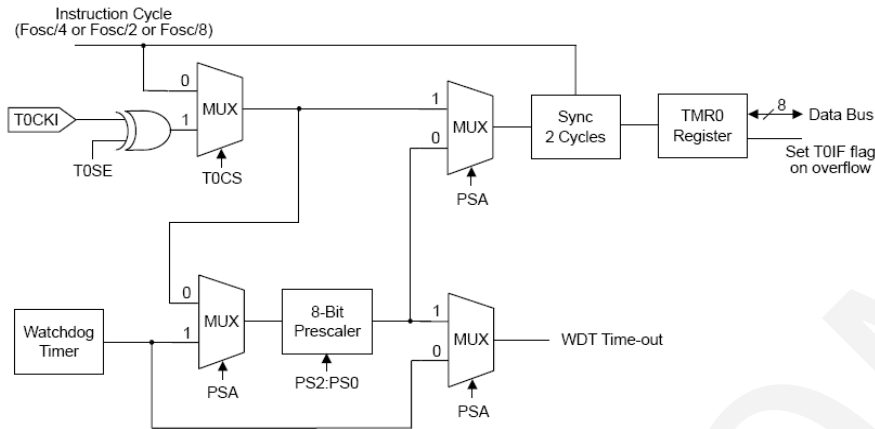 Instruction Cycle
(Fosc/4 or Fosc/2 or Fosc/8)
0
MUX
1
T0CKI
T0SE
T0CS
1
MUX
0
PSA
Sync
2 Cycles
TMR0
Register
8
Data Bus
Set T0IF flag
on overflow
0
MUX
1
Watchdog
Timer
PSA
8-Bit
Prescaler
PS2:PS0
1
MUX
0
PSA
WDT Time-out